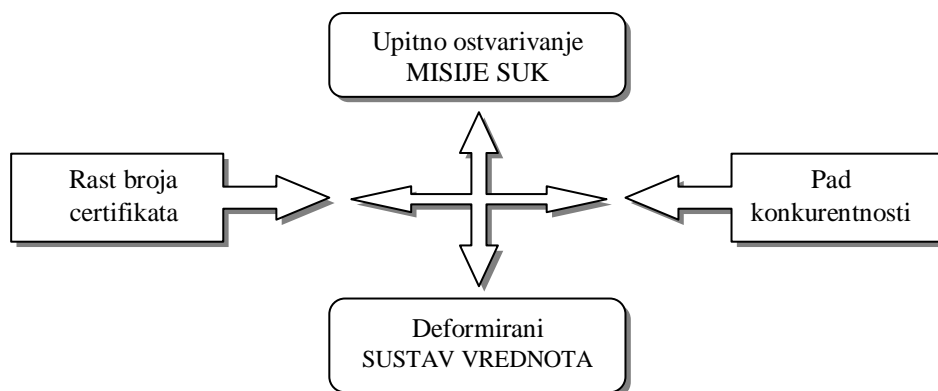 Upitno ostvarivanje
MISIJE SUK
Rast broja
certifikata
Pad
konkurentnosti
Deformirani
SUSTAV VREDNOTA